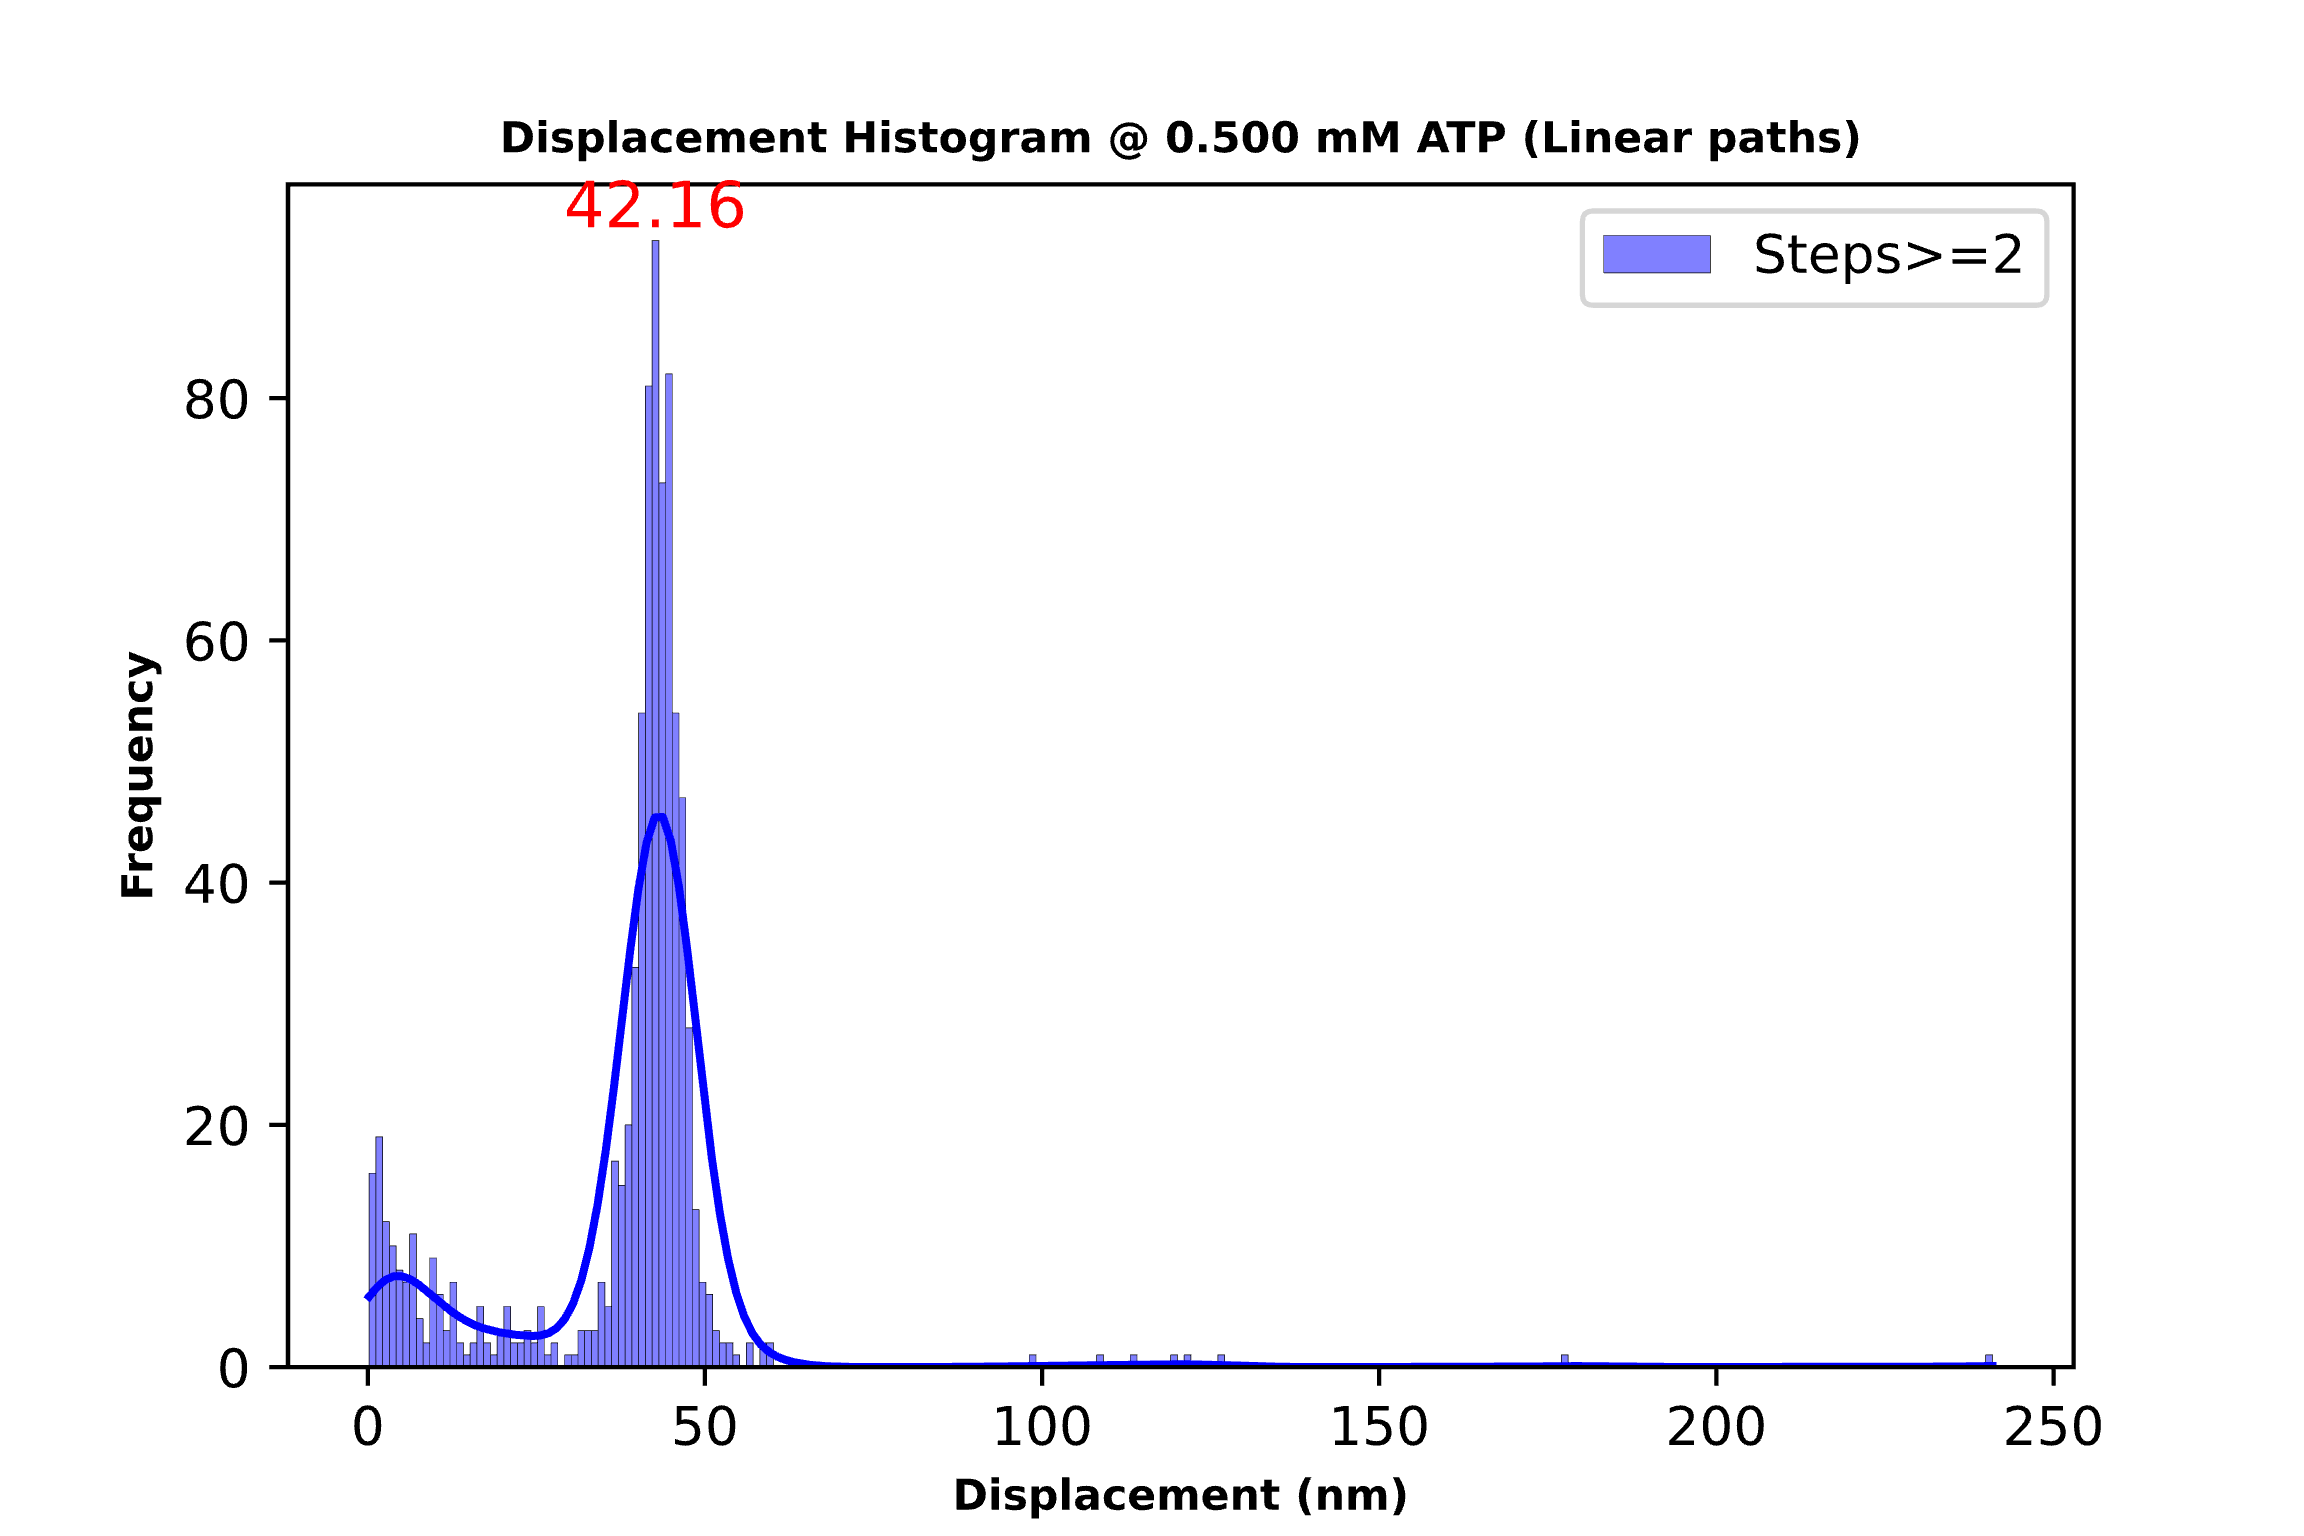 Displacement Histogram @ 0.500 mM ATP (Linear paths)
42.16
Steps>=2
80
60
40
20
0
Frequency
0 50 100 150 200 250
Displacement (nm)